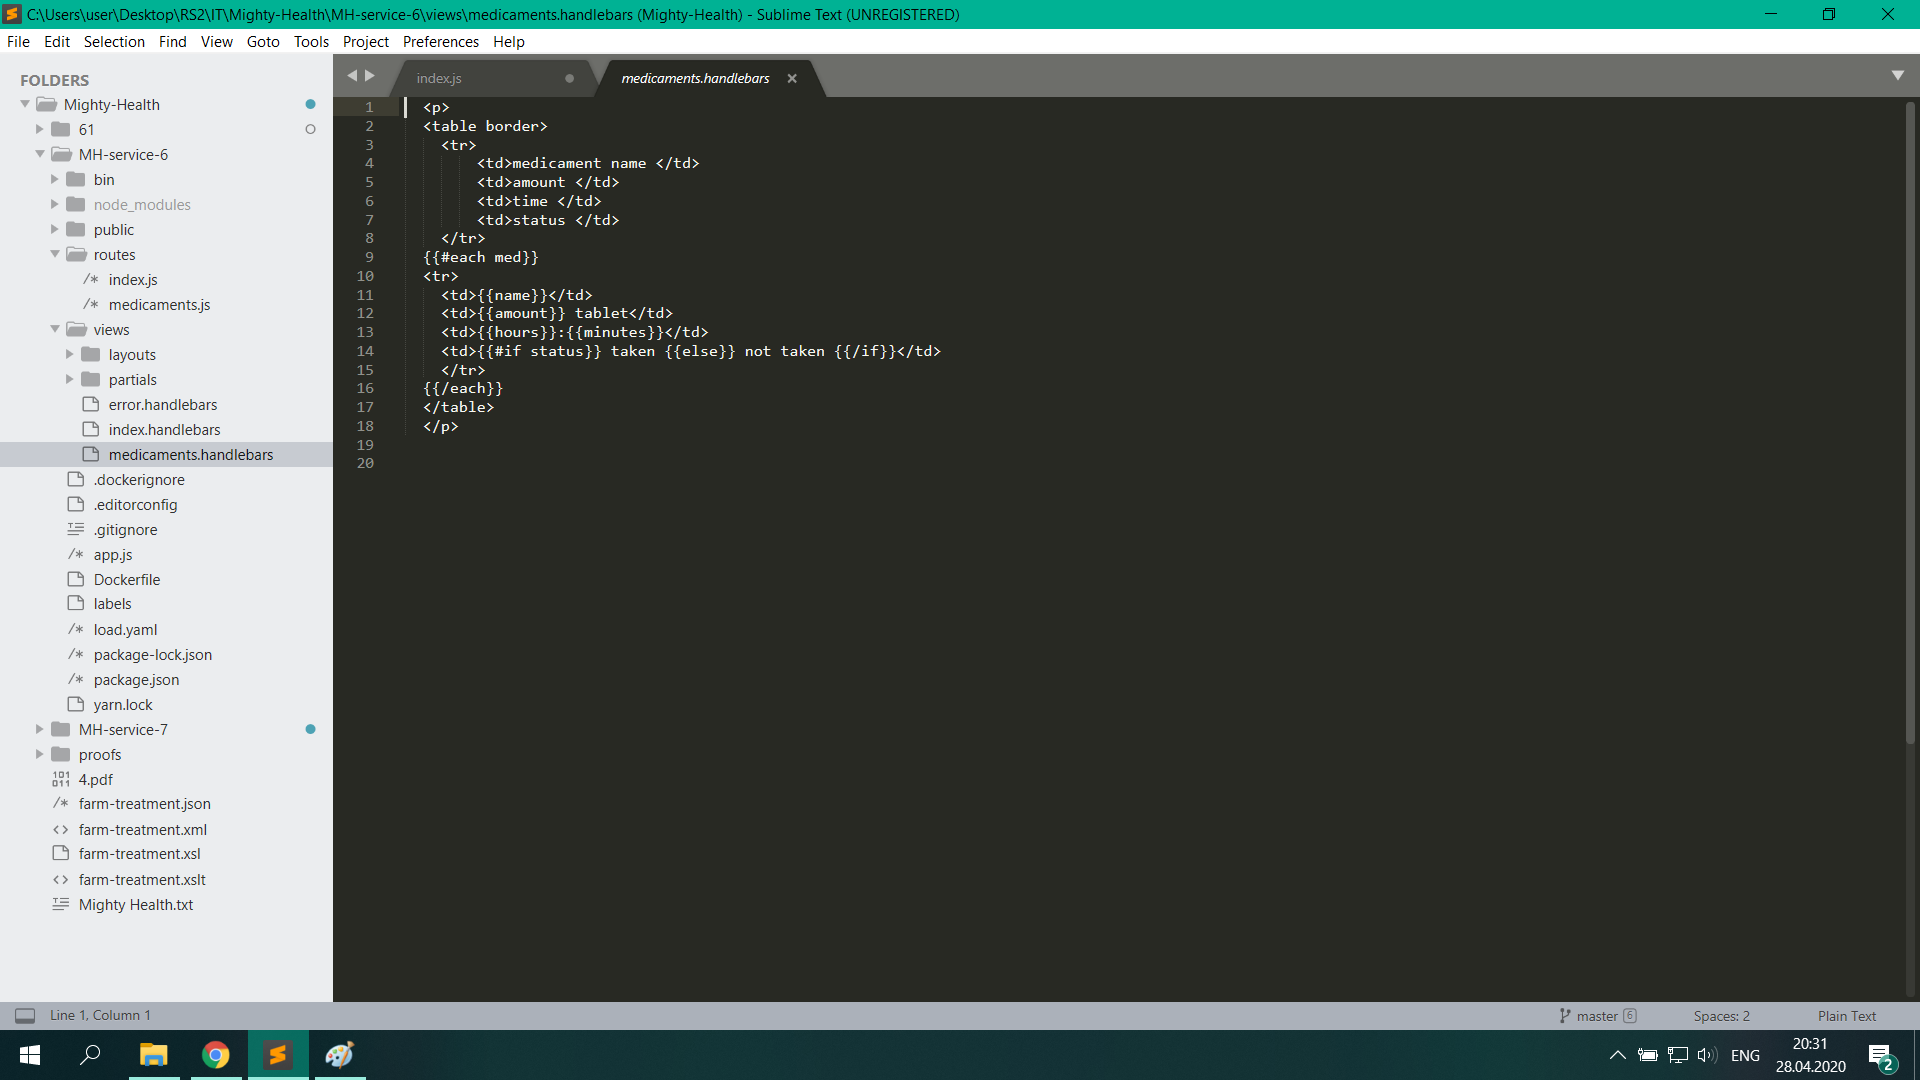 C:\Users\user\Desktop\RS2\IT\Mighty-Health\MH-service-6\views\medicaments.handlebars (Mighty-Health) - Sublime Text (UNREGISTERED)
File Edit Selection Find View Goto Tools Project Preferences Help
FOLDERS
Mighty-Health
61
MH-service-6
bin
node_modules
public
routes
/* index.js
/* medicaments.js
views
layouts
partials
error.handlebars
index.handlebars
medicaments.handlebars
.dockerignore
.editorconfig
.gitignore
/* app.js
Dockerfile
labels
/* load.yaml
/* package-lock.json
/* package.json
yarn.lock
MH-service-7
proofs
4.pdf
/* farm-treatment.json
<> farm-treatment.xml
farm-treatment.xsl
<> farm-treatment.xslt
Mighty Health.txt
index.js
medicaments.handlebars
1 <p>
2 <table border>
3 <tr>
4 <td>medicament name </td>
5 <td>amount </td>
6 <td>time </td>
7 <td>status </td>
8 </tr>
9 {{#each med}}
10 <tr>
11 <td>{{name}}</td>
12 <td>{{amount}} tablet</td>
13 <td>{{hours}}:{{minutes}}</td>
14 <td>{{#if status}} taken {{else}} not taken {{/if}}</td>
15 </tr>
16 {{/each}}
17 </table>
18 </p>
19
20
Line 1, Column 1
master 6
Spaces: 2
Plain Text
ENG
20:31
28.04.2020
2